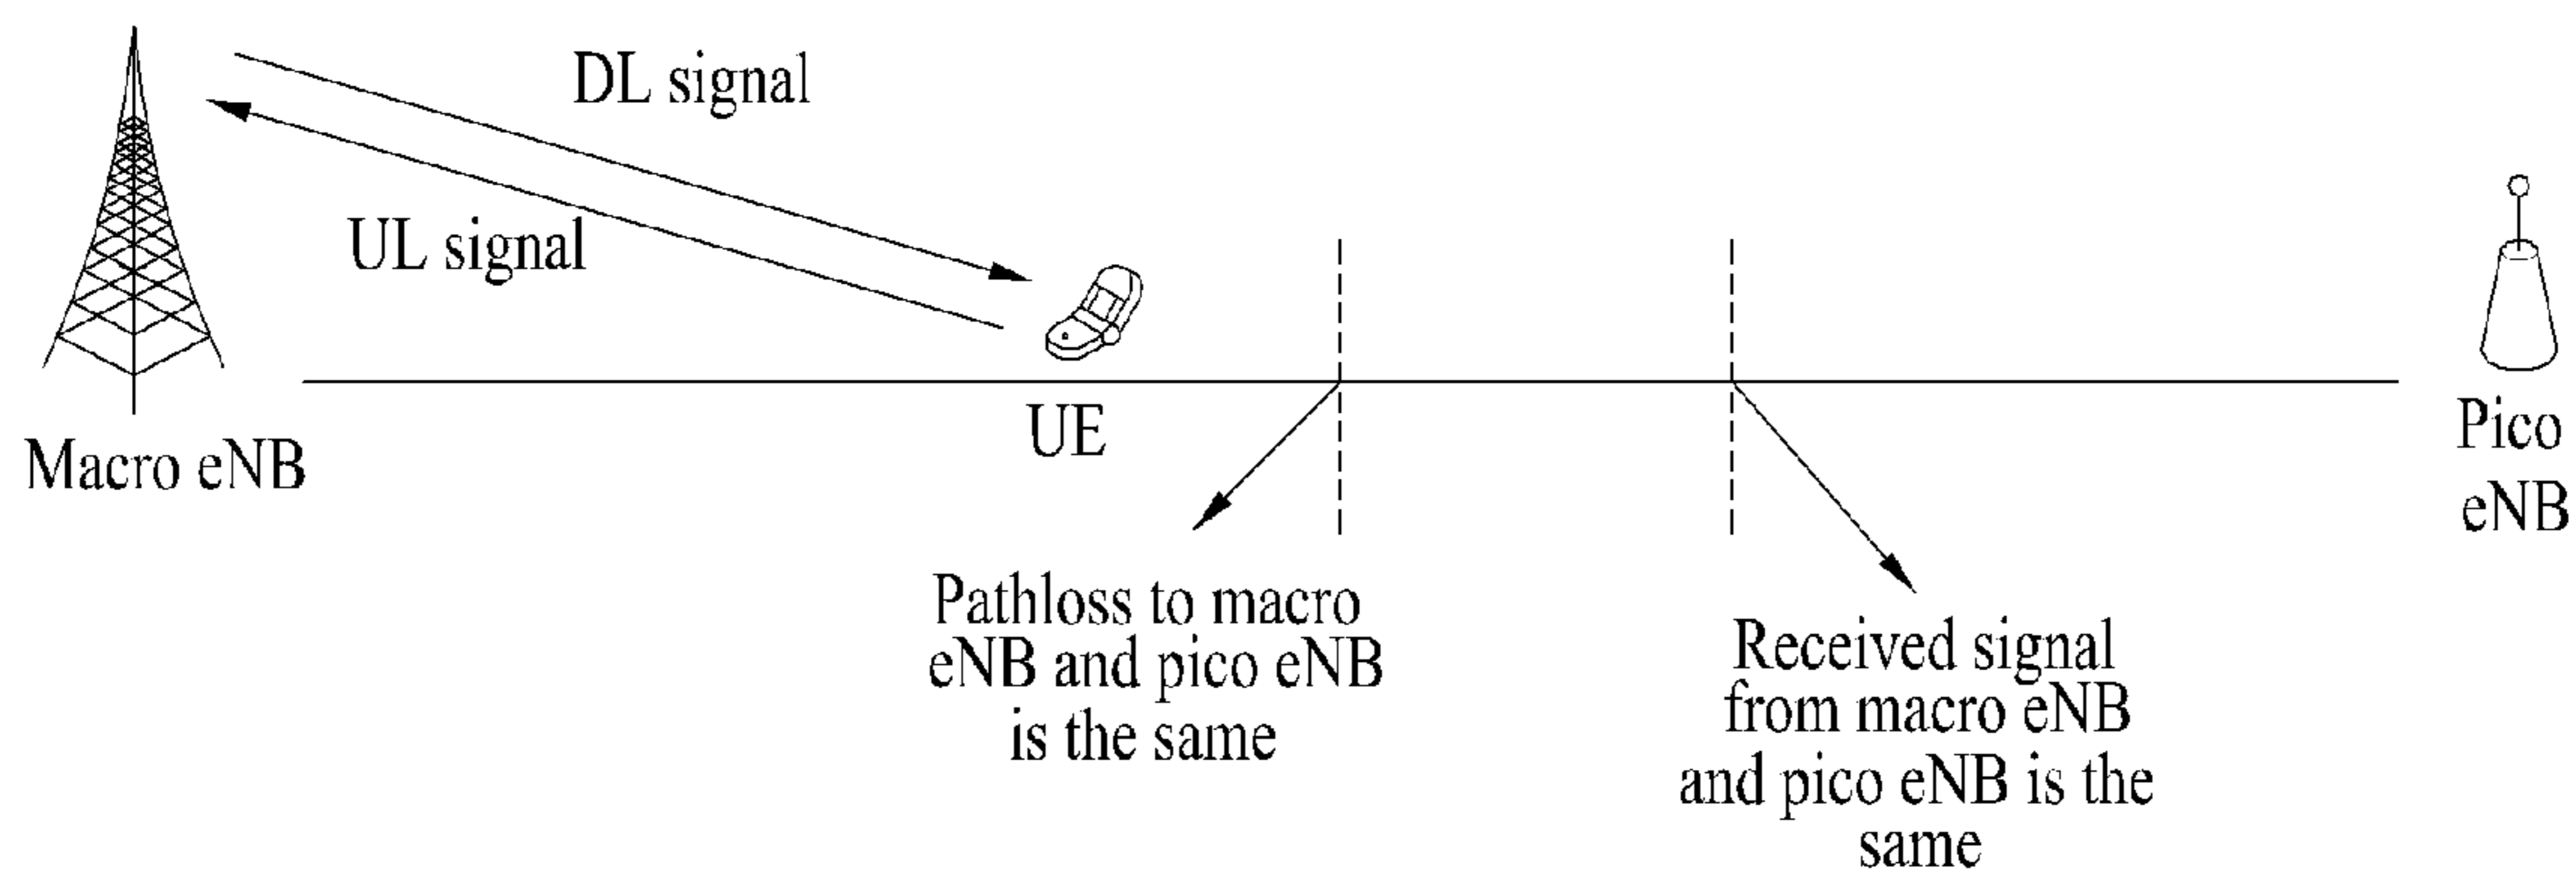 DL signal
UL signal
Macro eNB
UE
Pico
eNB
Pathloss to macro
eNB and pico eNB
is the same
Received signal
from macro eNB
and pico eNB is the
same